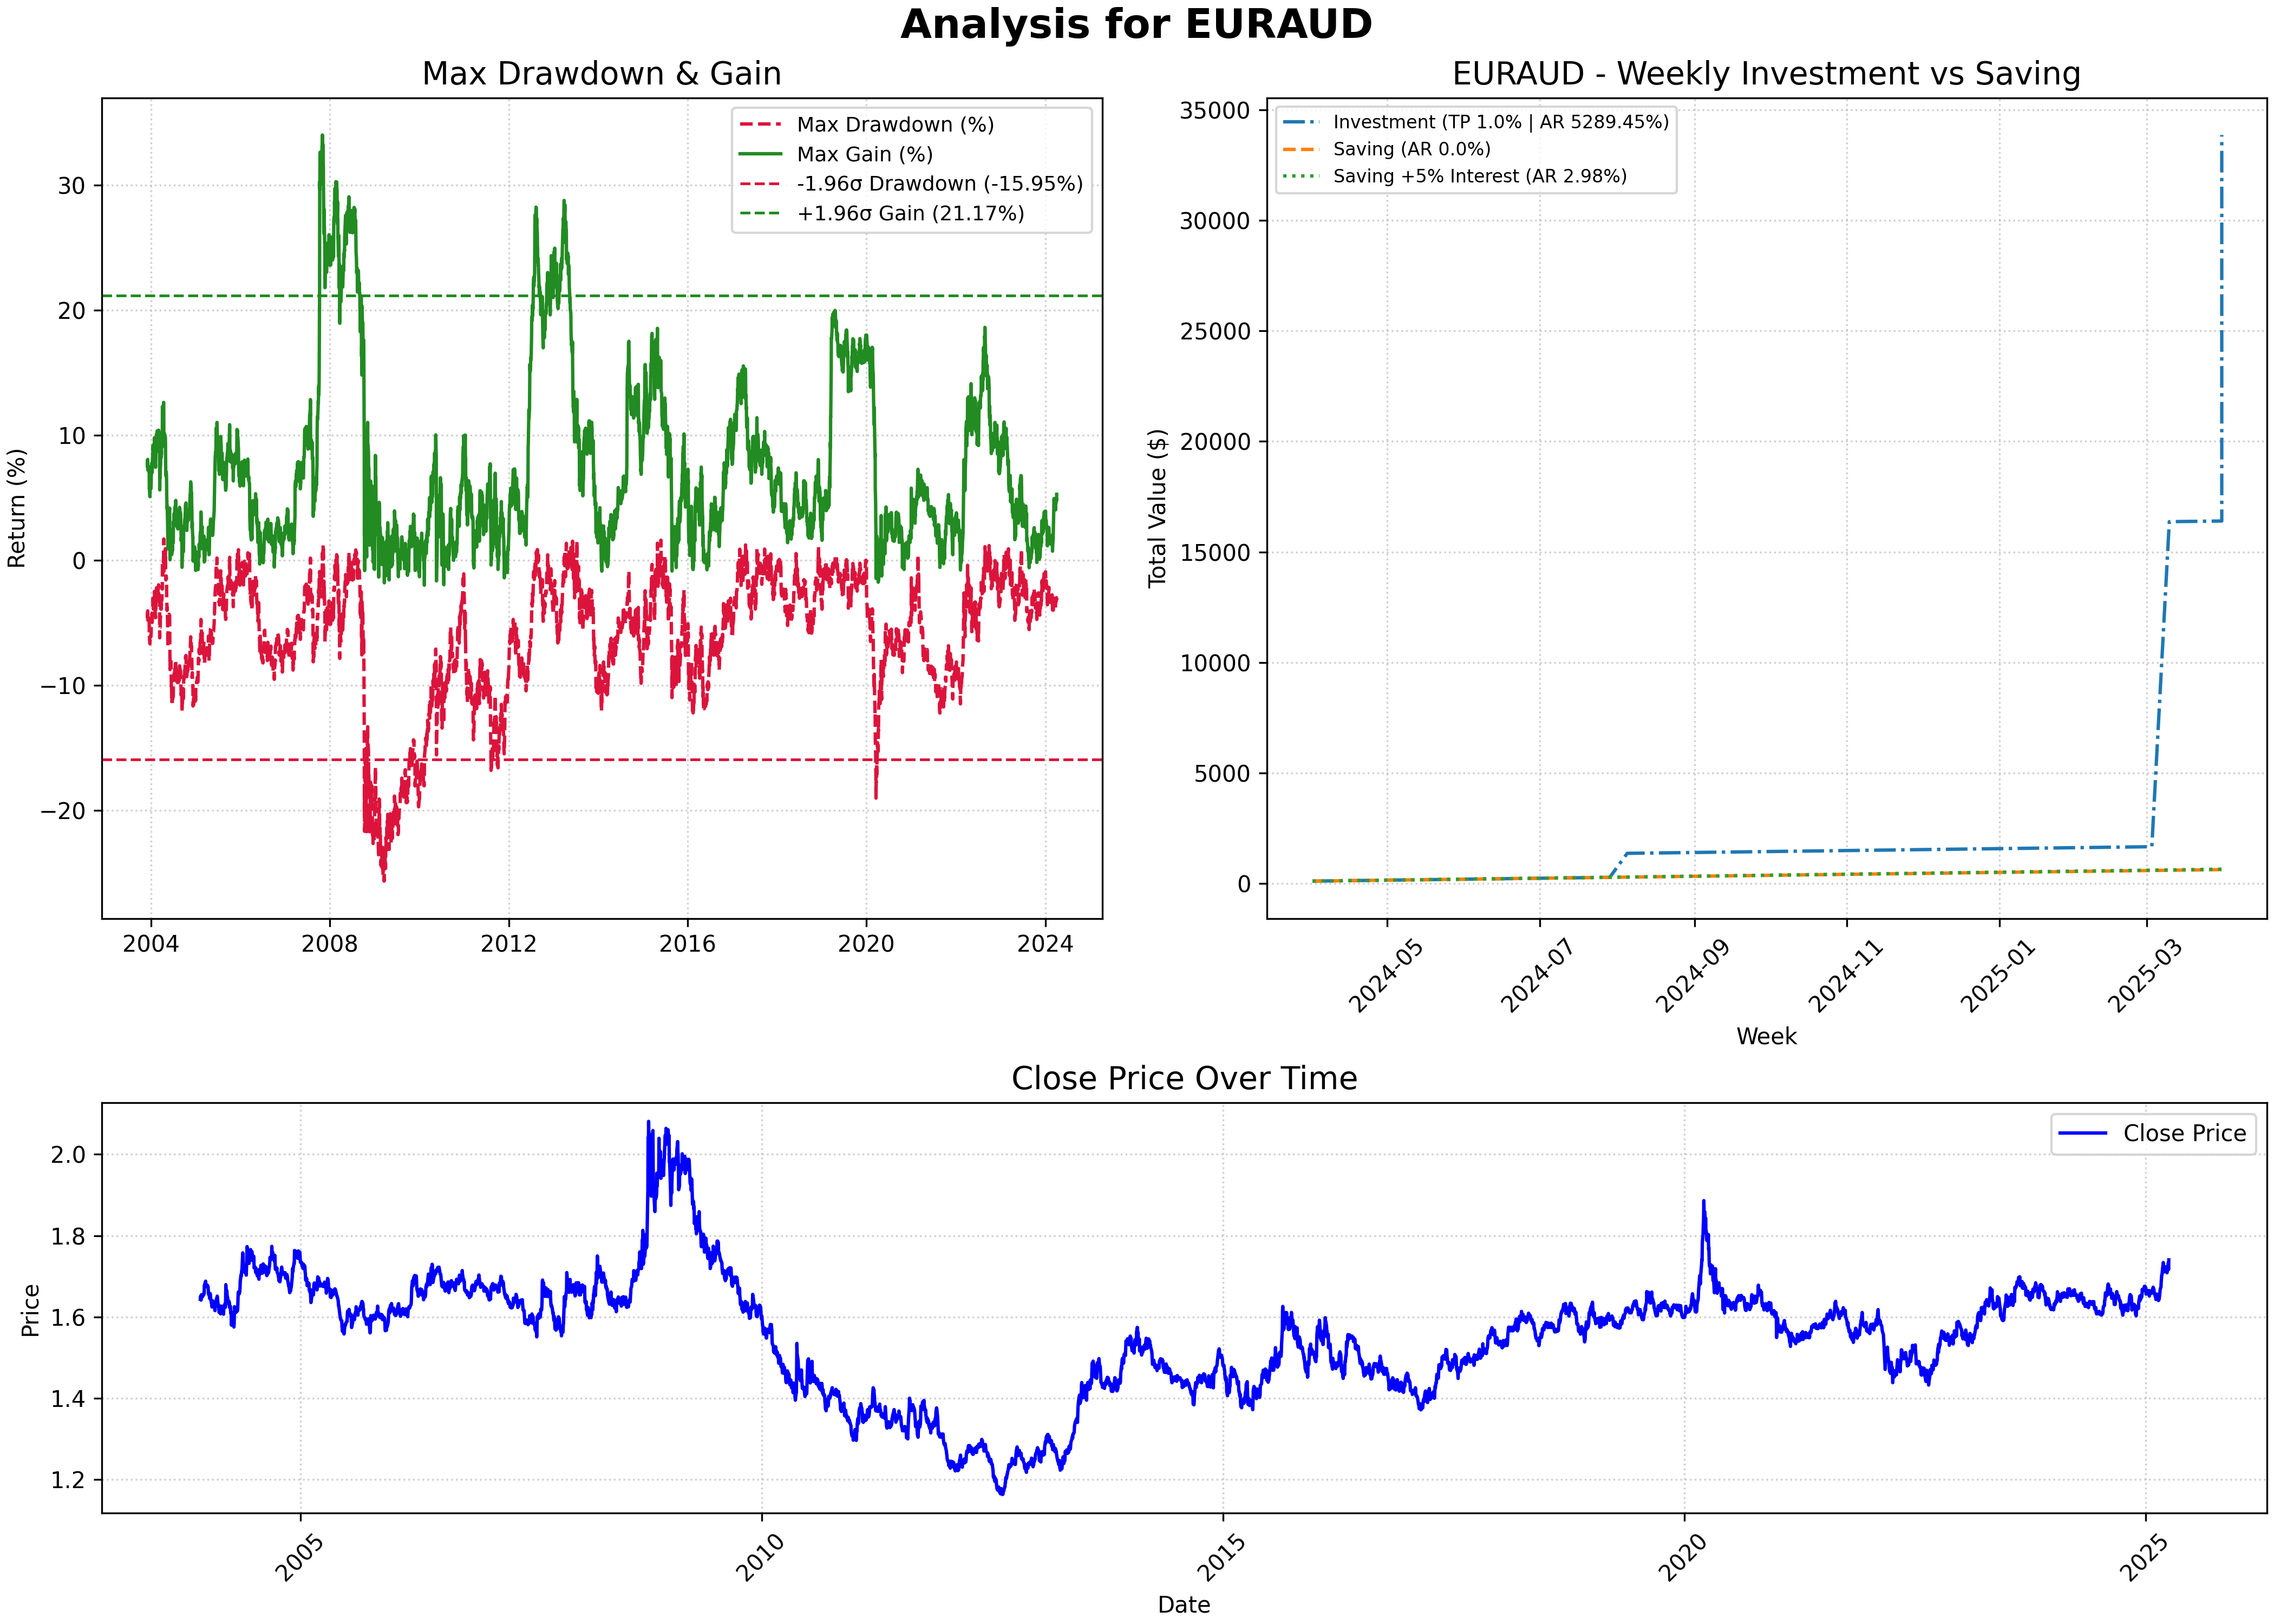 Analysis for EURAUD
Max Drawdown & Gain
Max Drawdown (%)
Max Gain (%)
-1.96σ Drawdown (-15.95%)
+1.96σ Gain (21.17%)
Return (%)
30
20
10
0
−10
−20
2004
2008
2012
2016
2020
2024
EURAUD - Weekly Investment vs Saving
Investment (TP 1.0% | AR 5289.45%)
Saving (AR 0.0%)
Saving +5% Interest (AR 2.98%)
Total Value ($)
35000
30000
25000
20000
15000
10000
5000
0
2024-05
2024-07
2024-09
2024-11
2025-01
2025-03
Week
Close Price Over Time
Close Price
Price
2.0
1.8
1.6
1.4
1.2
2005
2010
2015
2020
2025
Date